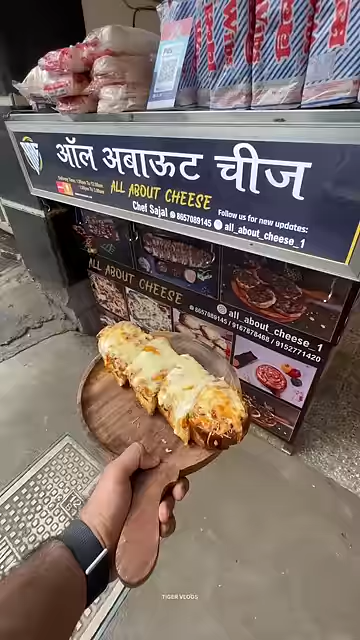 ऑल अबाऊट चीज
ALL ABOUT CHEESE
Chef Sajal 8657089145
Follow us for new updates:
all_about_cheese_1
ALL ABOUT CHEESE
all_about_cheese_1
8657089145 / 9167878468 / 9152771420
TIGER VLOGS